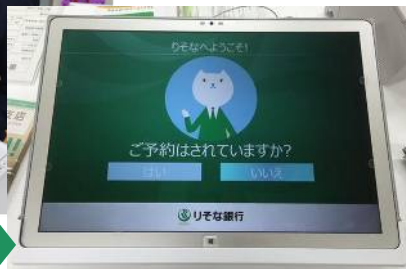 りそなへようこそ!
ご予約はされていますか?
はい
いいえ
りそな銀行